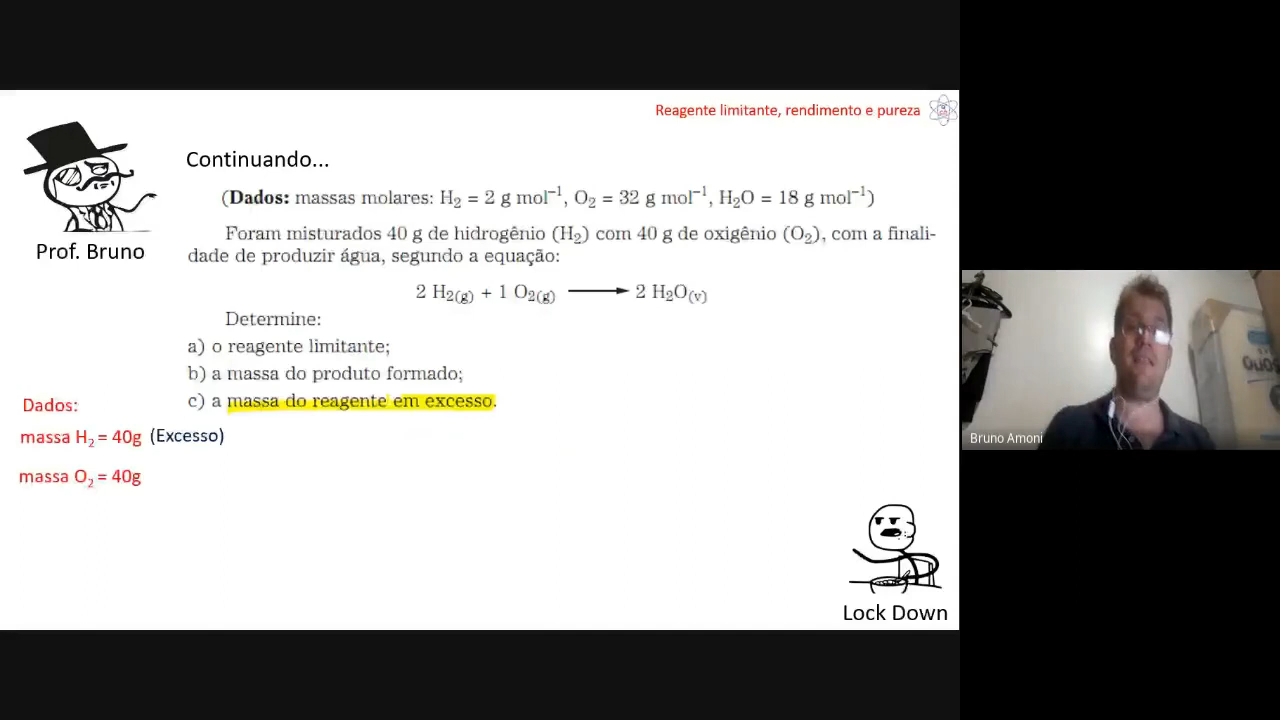 Reagente limitante, rendimento e pureza
Continuando...
(Dados: massas molares: H₂ = 2 g mol⁻¹, O₂ = 32 g mol⁻¹, H₂O = 18 g mol⁻¹)
Prof. Bruno
Foram misturados 40 g de hidrogênio (H₂) com 40 g de oxigênio (O₂), com a finali-
dade de produzir água, segundo a equação:
2 H₂(g) + 1 O₂(g) ⟶ 2 H₂O(v)
Determine:
a) o reagente limitante;
b) a massa do produto formado;
c) a massa do reagente em excesso.
Dados:
massa H₂ = 40g (Excesso)
massa O₂ = 40g
Lock Down
Bruno Amoni